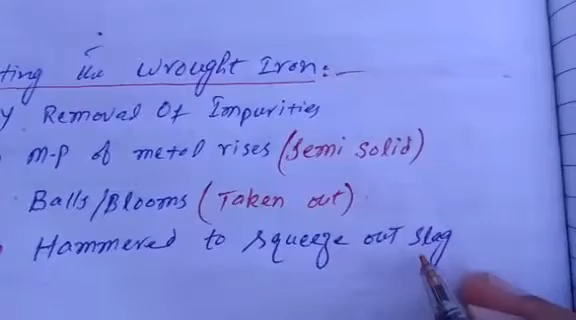 ting the Wrought Iron:-
y Removal Of Impurities
M.P of metal rises (Semi solid)
Balls/Blooms (Taken out)
Hammered to squeeze out slag